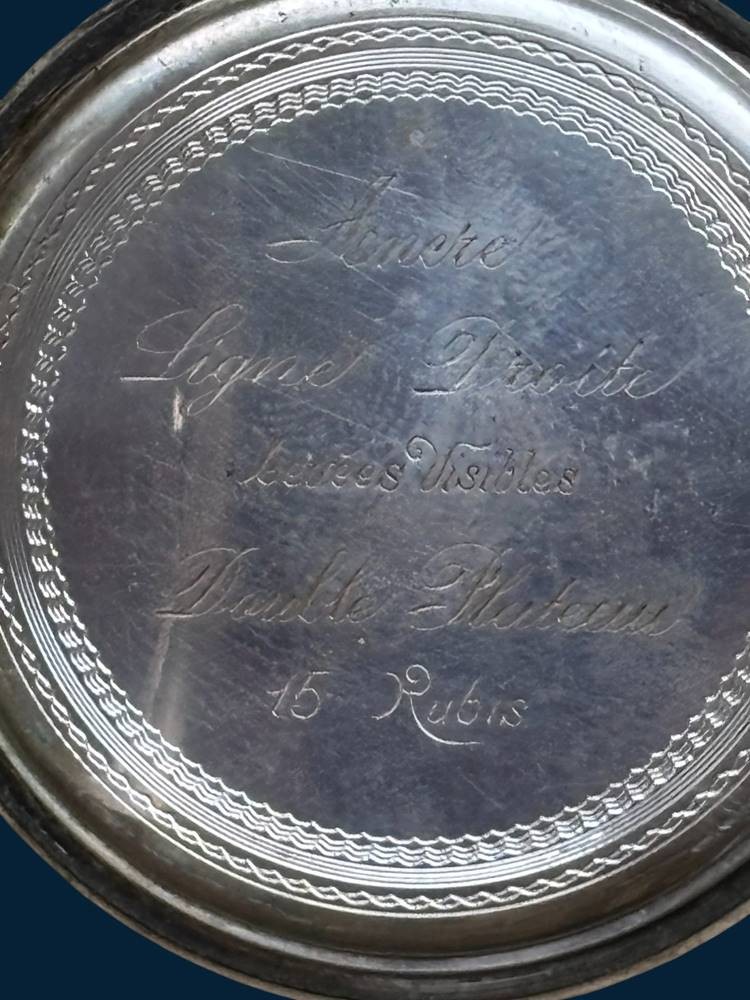 Ancre
Ligne Droite
Levées Visibles
Double Plateau
15 Rubis